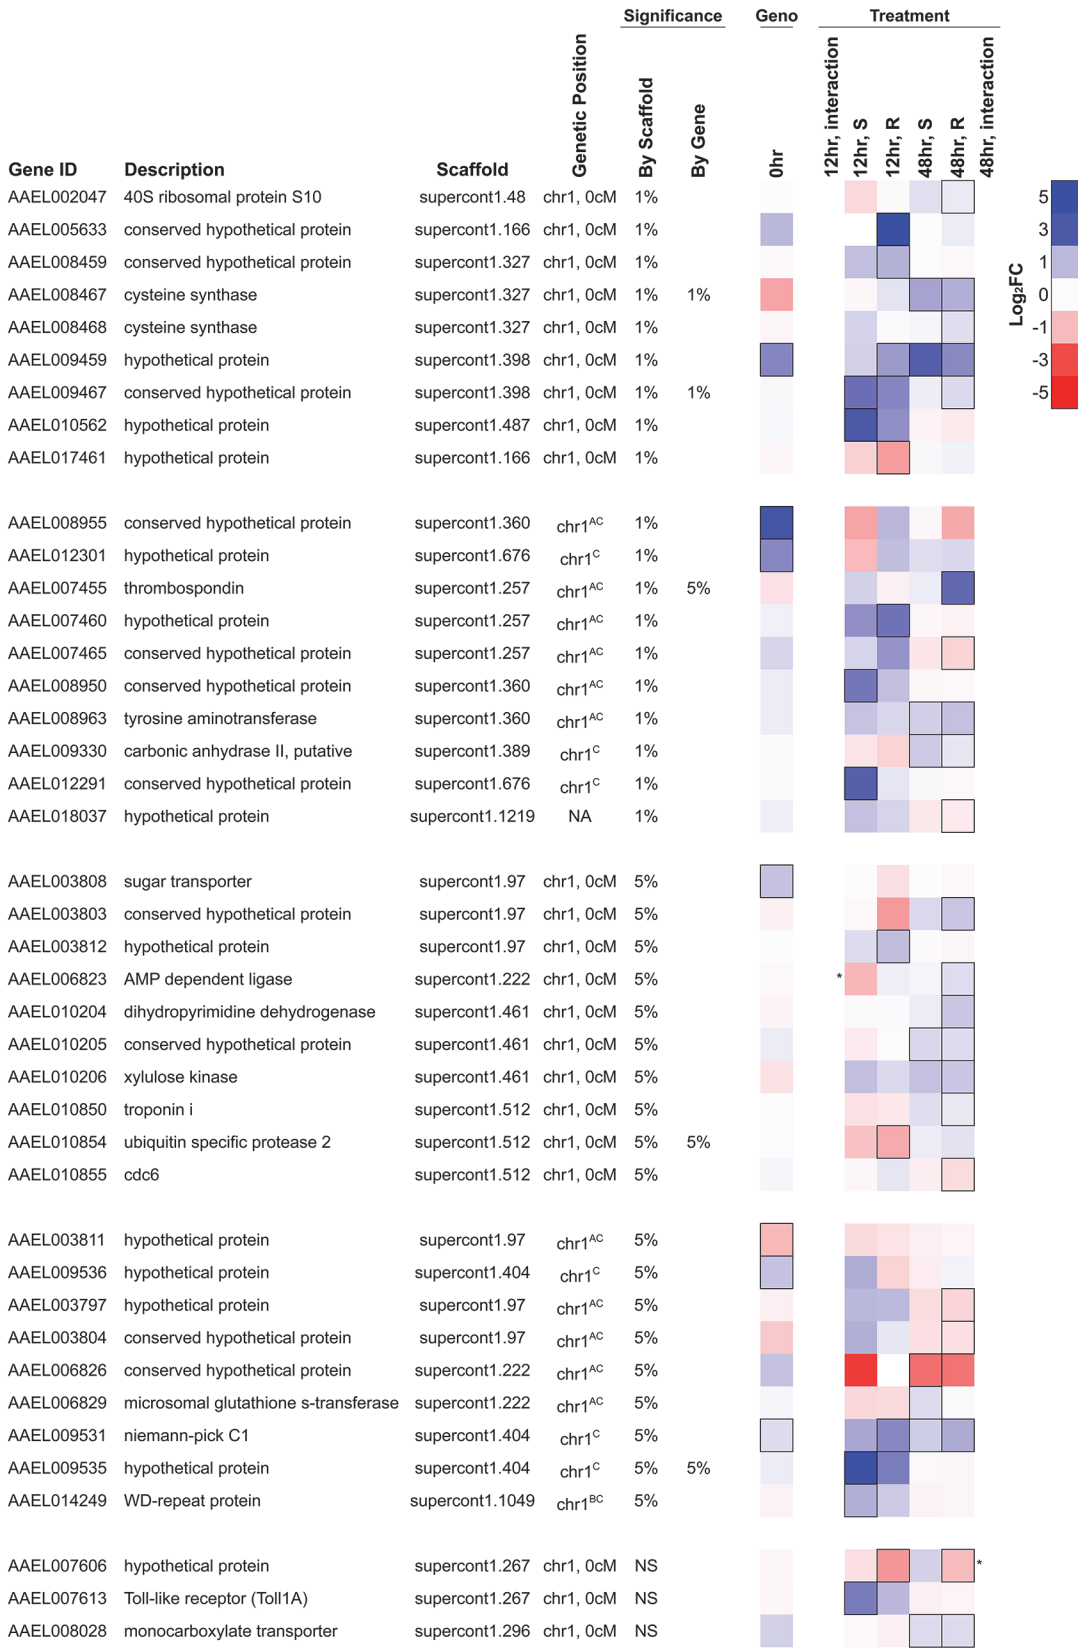 Significance Geno Treatment
Gene ID Description Scaffold Genetic Position By Scaffold By Gene 0hr 12hr, interaction 12hr, S 12hr, R 48hr, S 48hr, R 48hr, interaction
AAEL002047 40S ribosomal protein S10 supercont1.48 chr1, 0cM 1%
AAEL005633 conserved hypothetical protein supercont1.166 chr1, 0cM 1%
AAEL008459 conserved hypothetical protein supercont1.327 chr1, 0cM 1%
AAEL008467 cysteine synthase supercont1.327 chr1, 0cM 1% 1%
AAEL008468 cysteine synthase supercont1.327 chr1, 0cM 1%
AAEL009459 hypothetical protein supercont1.398 chr1, 0cM 1%
AAEL009467 conserved hypothetical protein supercont1.398 chr1, 0cM 1% 1%
AAEL010562 hypothetical protein supercont1.487 chr1, 0cM 1%
AAEL017461 hypothetical protein supercont1.166 chr1, 0cM 1%
Log₂FC
5
3
1
0
-1
-3
-5
AAEL008955 conserved hypothetical protein supercont1.360 chr1ᴬᶜ 1%
AAEL012301 hypothetical protein supercont1.676 chr1ᶜ 1%
AAEL007455 thrombospondin supercont1.257 chr1ᴬᶜ 1% 5%
AAEL007460 hypothetical protein supercont1.257 chr1ᴬᶜ 1%
AAEL007465 conserved hypothetical protein supercont1.257 chr1ᴬᶜ 1%
AAEL008950 conserved hypothetical protein supercont1.360 chr1ᴬᶜ 1%
AAEL008963 tyrosine aminotransferase supercont1.360 chr1ᴬᶜ 1%
AAEL009330 carbonic anhydrase II, putative supercont1.389 chr1ᶜ 1%
AAEL012291 conserved hypothetical protein supercont1.676 chr1ᶜ 1%
AAEL018037 hypothetical protein supercont1.1219 NA 1%
AAEL003808 sugar transporter supercont1.97 chr1, 0cM 5%
AAEL003803 conserved hypothetical protein supercont1.97 chr1, 0cM 5%
AAEL003812 hypothetical protein supercont1.97 chr1, 0cM 5%
AAEL006823 AMP dependent ligase supercont1.222 chr1, 0cM 5% *
AAEL010204 dihydropyrimidine dehydrogenase supercont1.461 chr1, 0cM 5%
AAEL010205 conserved hypothetical protein supercont1.461 chr1, 0cM 5%
AAEL010206 xylulose kinase supercont1.461 chr1, 0cM 5%
AAEL010850 troponin i supercont1.512 chr1, 0cM 5%
AAEL010854 ubiquitin specific protease 2 supercont1.512 chr1, 0cM 5% 5%
AAEL010855 cdc6 supercont1.512 chr1, 0cM 5%
AAEL003811 hypothetical protein supercont1.97 chr1ᴬᶜ 5%
AAEL009536 hypothetical protein supercont1.404 chr1ᶜ 5%
AAEL003797 hypothetical protein supercont1.97 chr1ᴬᶜ 5%
AAEL003804 conserved hypothetical protein supercont1.97 chr1ᴬᶜ 5%
AAEL006826 conserved hypothetical protein supercont1.222 chr1ᴬᶜ 5%
AAEL006829 microsomal glutathione s-transferase supercont1.222 chr1ᴬᶜ 5%
AAEL009531 niemann-pick C1 supercont1.404 chr1ᶜ 5%
AAEL009535 hypothetical protein supercont1.404 chr1ᶜ 5% 5%
AAEL014249 WD-repeat protein supercont1.1049 chr1ᴮᶜ 5%
AAEL007606 hypothetical protein supercont1.267 chr1, 0cM NS *
AAEL007613 Toll-like receptor (Toll1A) supercont1.267 chr1, 0cM NS
AAEL008028 monocarboxylate transporter supercont1.296 chr1, 0cM NS